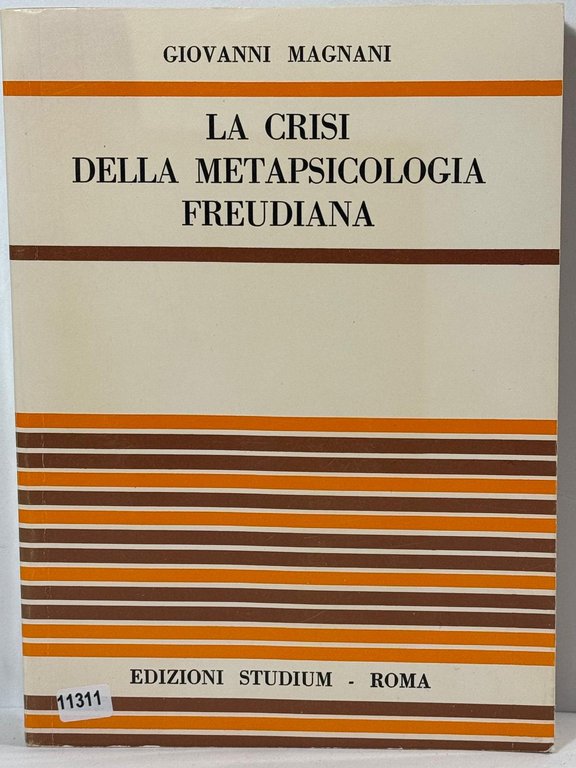 GIOVANNI MAGNANI
LA CRISI
DELLA METAPSICOLOGIA
FREUDIANA
EDIZIONI STUDIUM - ROMA
11311